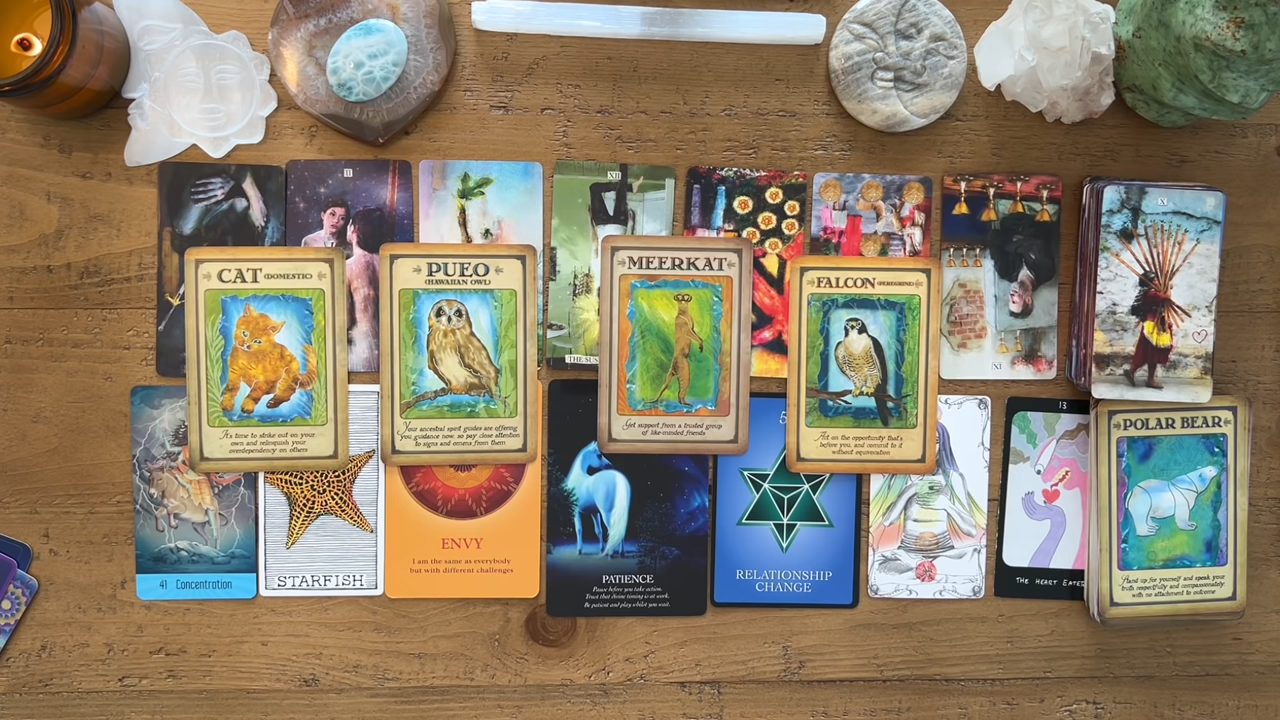 II
XII
THE SUS
X
XI
CAT (DOMESTIC)
It's time to strike out on your
own and relinquish your
overdependency on others
PUEO
(HAWAIIAN OWL)
Your ancestral spirit guides are offering
you guidance now, so pay close attention
to signs and omens from them
MEERKAT
Get support from a trusted group
of like-minded friends
FALCON (PEREGRINE)
Act on the opportunity that's
before you, and commit to it
without equivocation
41 Concentration
STARFISH
ENVY
I am the same as everybody
but with different challenges
PATIENCE
Pause before you take action.
Trust that divine timing is at work.
Be patient and play whilst you wait.
5
RELATIONSHIP
CHANGE
13
THE HEART EATER
POLAR BEAR
Stand up for yourself and speak your
truth respectfully and compassionately
with no attachment to outcome